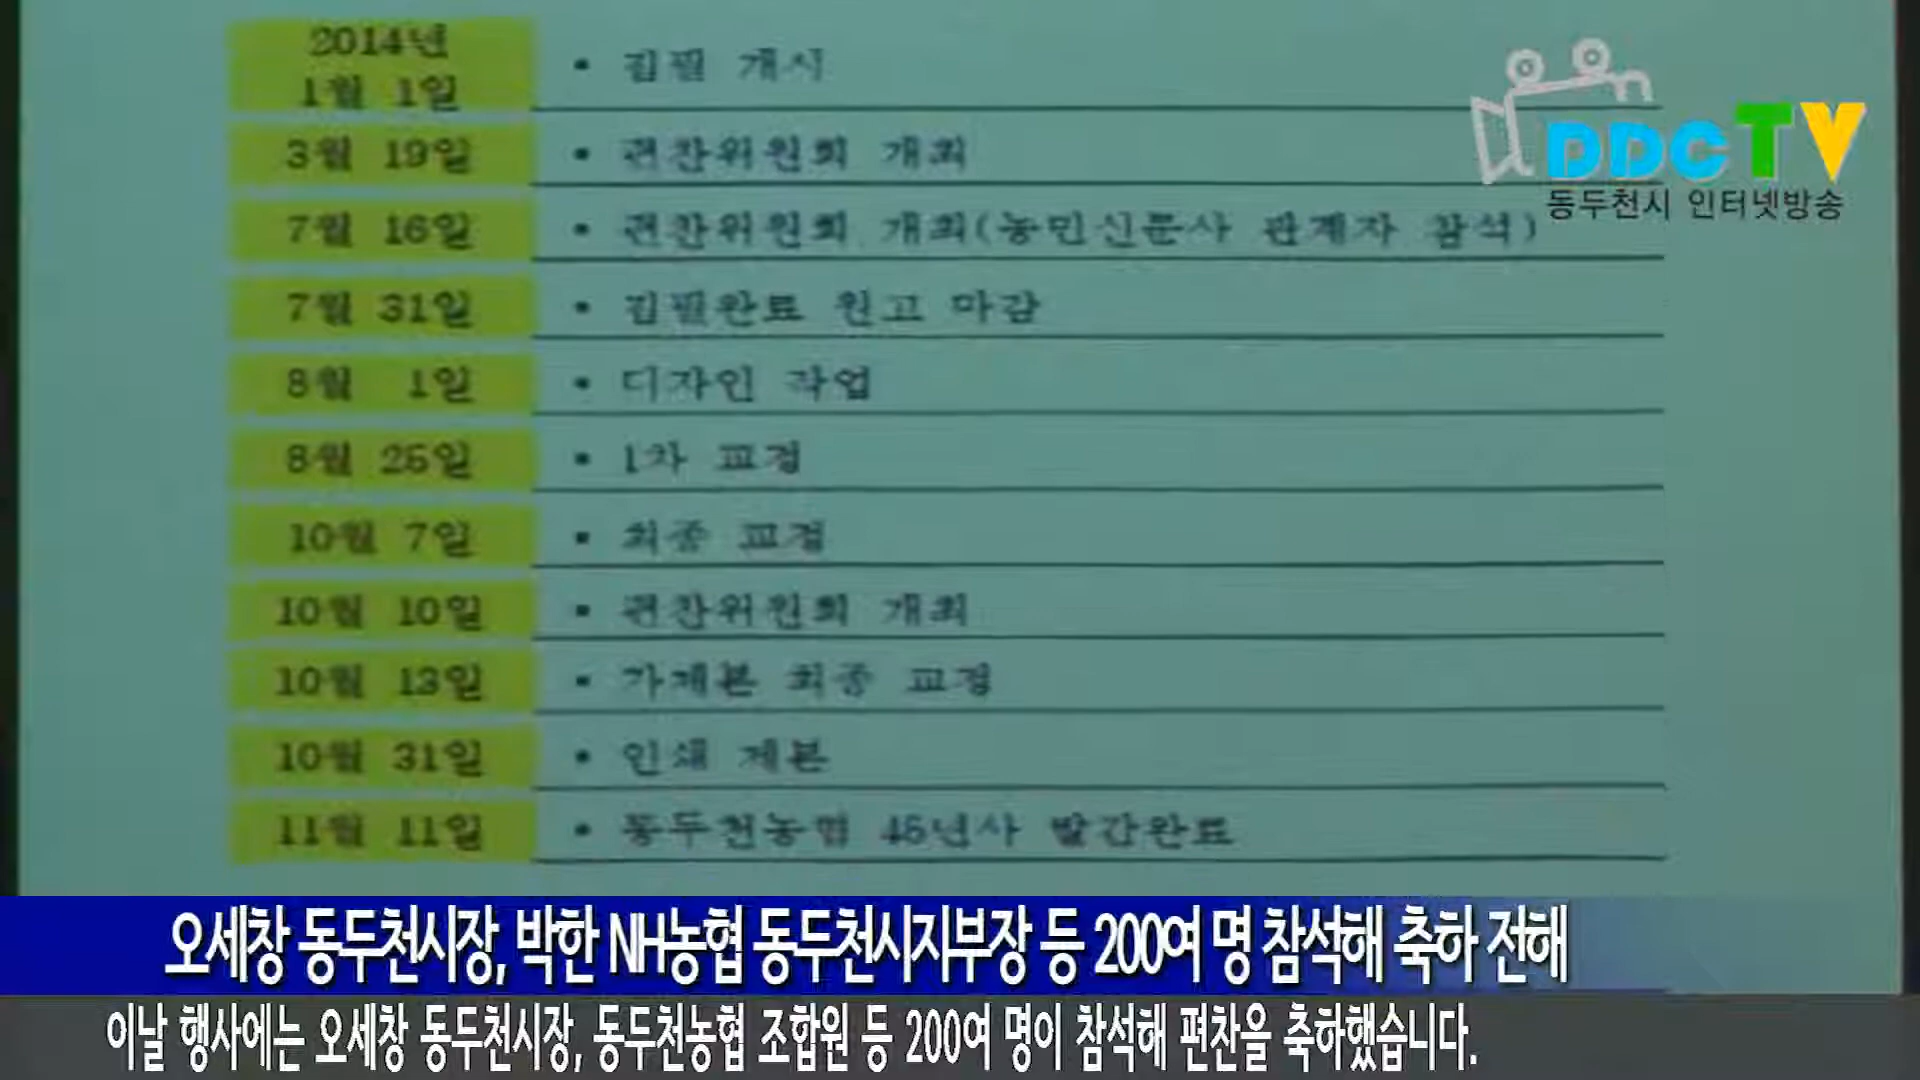 2014년
1월 1일
• 집필 개시
3월 19일 • 편찬위원회 개최
7월 16일 • 편찬위원회 개최(농민신문사 관계자 참석)
7월 31일 • 집필완료 원고 마감
8월 1일 • 디자인 작업
8월 25일 • 1차 교정
10월 7일 • 최종 교정
10월 10일 • 편찬위원회 개최
10월 13일 • 가제본 최종 교정
10월 31일 • 인쇄 제본
11월 11일 • 동두천농협 45년사 발간완료
DDCTV
동두천시 인터넷방송
오세창 동두천시장, 박한 NH농협 동두천시지부장 등 200여 명 참석해 축하 전해
이날 행사에는 오세창 동두천시장, 동두천농협 조합원 등 200여 명이 참석해 편찬을 축하했습니다.